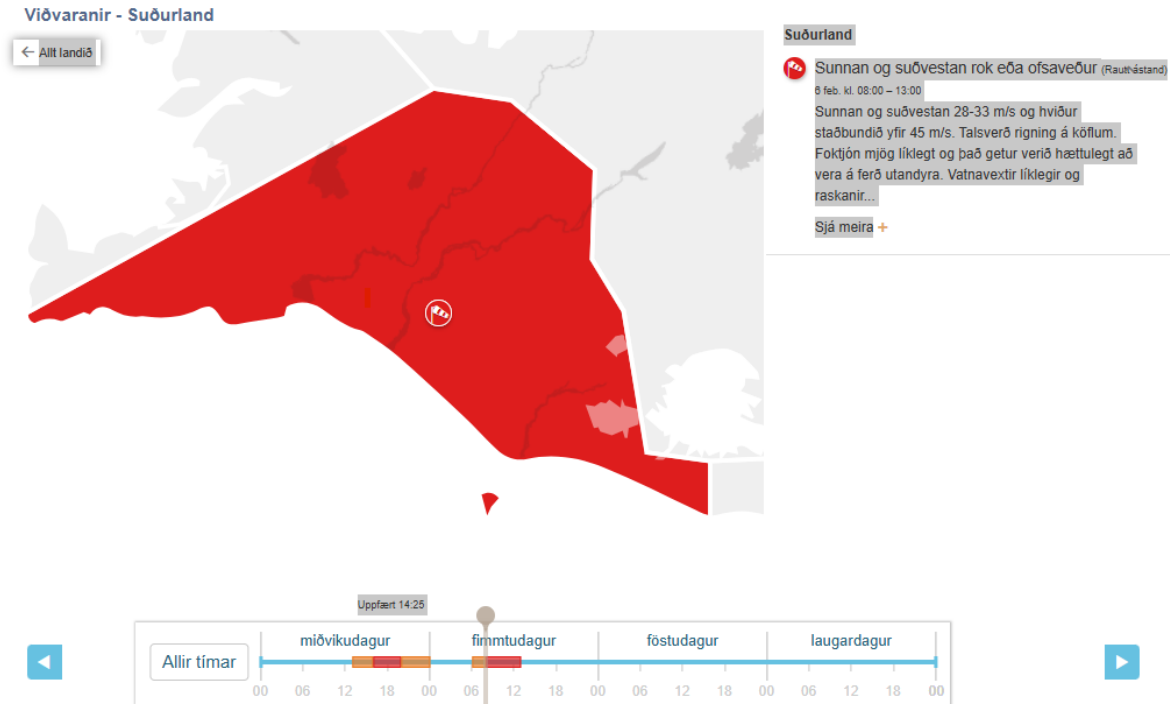 Viðvaranir - Suðurland
← Allt landið
Suðurland
Sunnan og suðvestan rok eða ofsaveður (Rautt ástand)
6 feb. kl. 08:00 – 13:00
Sunnan og suðvestan 28-33 m/s og hviður
staðbundið yfir 45 m/s. Talsverð rigning á köflum.
Foktjón mjög líklegt og það getur verið hættulegt að
vera á ferð utandyra. Vatnavextir líklegir og
raskanir...
Sjá meira +
Uppfært 14:25
Allir tímar
miðvikudagur fimmtudagur föstudagur laugardagur
00 06 12 18 00 06 12 18 00 06 12 18 00 06 12 18 00